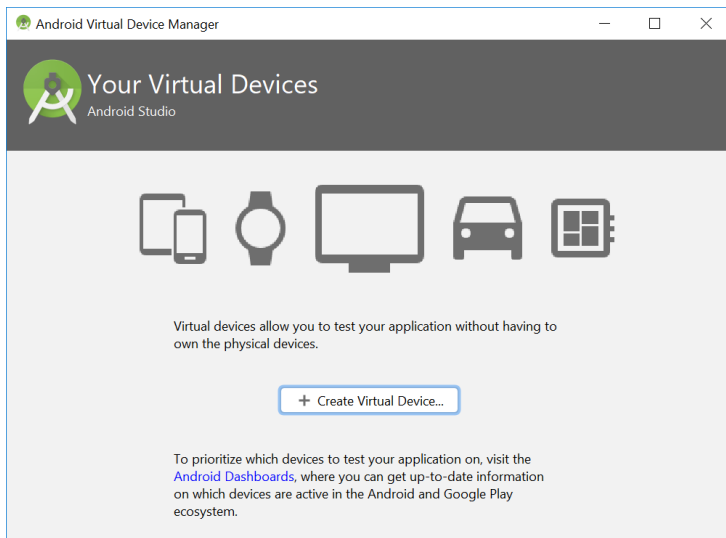 Android Virtual Device Manager
Your Virtual Devices
Android Studio
Virtual devices allow you to test your application without having to
own the physical devices.
+ Create Virtual Device...
To prioritize which devices to test your application on, visit the
Android Dashboards, where you can get up-to-date information
on which devices are active in the Android and Google Play
ecosystem.